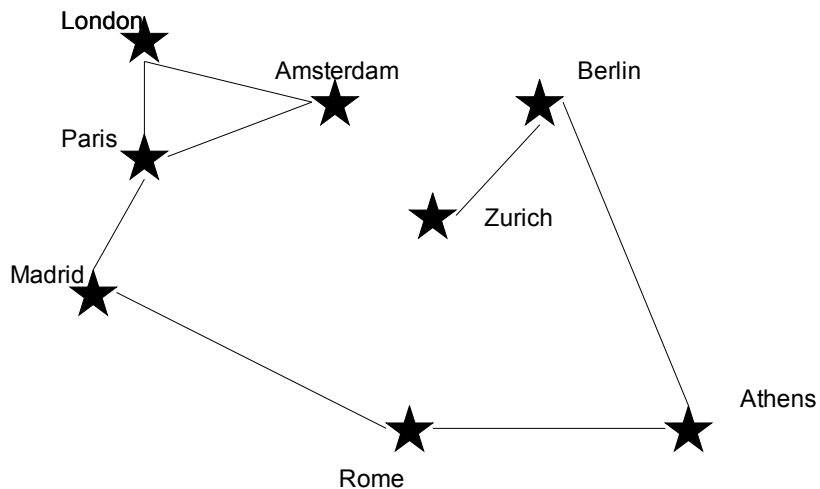 London
Amsterdam
Berlin
Paris
Zurich
Madrid
Athens
Rome